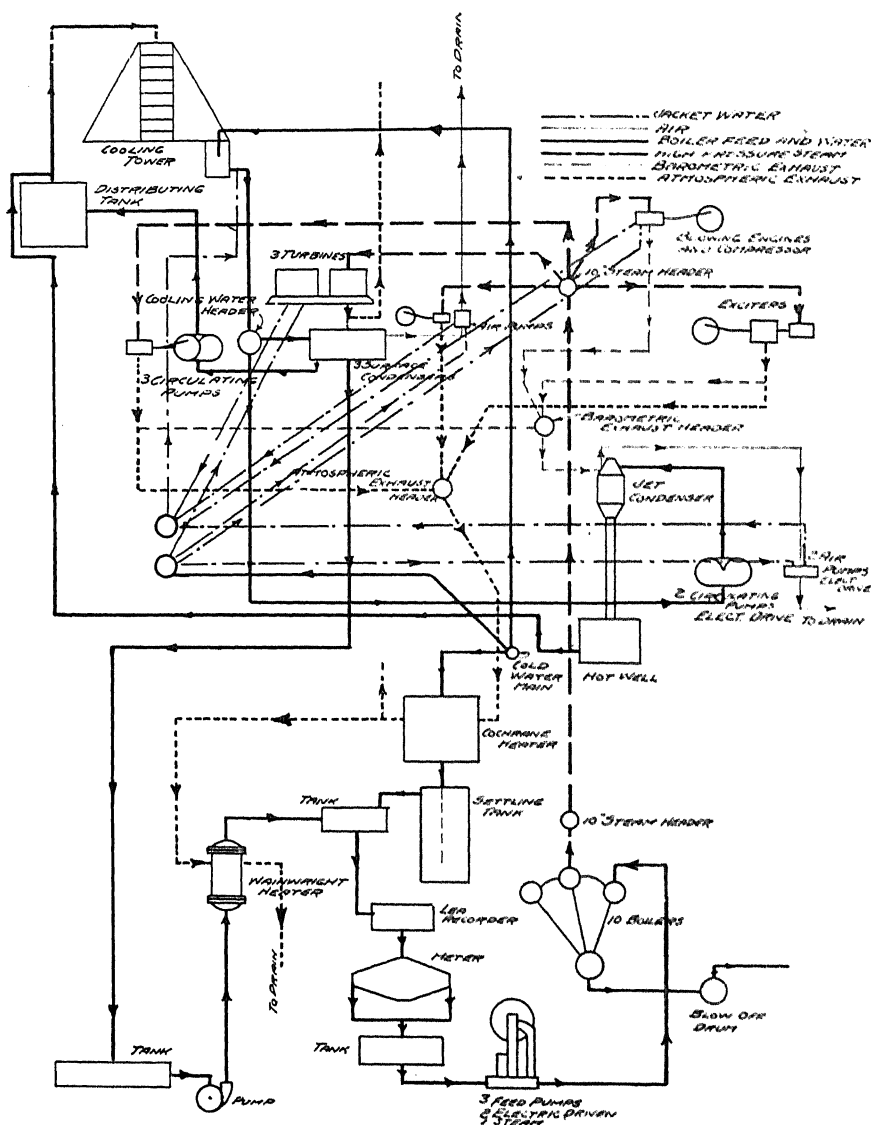 TO DRAIN
JACKET WATER
AIR
BOILER FEED AND WATER
HIGH PRESSURE STEAM
BAROMETRIC EXHAUST
ATMOSPHERIC EXHAUST
COOLING
TOWER
DISTRIBUTING
TANK
BLOWING ENGINES
AND COMPRESSOR
3 TURBINES
10" STEAM HEADER
COOLING WATER
HEADER
EXCITERS
AIR PUMPS
3 SURFACE
CONDENSERS
3 CIRCULATING
PUMPS
BAROMETRIC
EXHAUST HEADER
ATMOSPHERIC
EXHAUST
HEADER
JET
CONDENSER
2 AIR
PUMPS
ELECT.
DRIVE
2 CIRCULATING
PUMPS
ELECT. DRIVE
TO DRAIN
COLD
WATER
MAIN
HOT WELL
COCHRANE
HEATER
TANK
SETTLING
TANK
10" STEAM HEADER
WAINWRIGHT
HEATER
LEA
RECORDER
10 BOILERS
METER
TO DRAIN
BLOW OFF
DRUM
TANK
TANK
PUMP
3 FEED PUMPS
2 ELECTRIC DRIVEN
1 STEAM